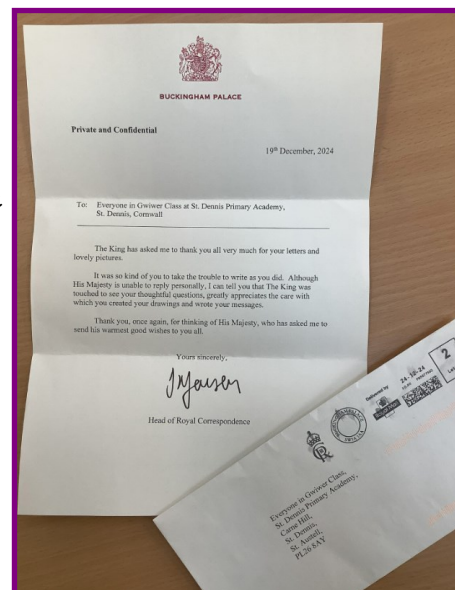 BUCKINGHAM PALACE
Private and Confidential
19th December, 2024
To: Everyone in Gwiwer Class at St. Dennis Primary Academy,
St. Dennis, Cornwall
The King has asked me to thank you all very much for your letters and
lovely pictures.
It was so kind of you to take the trouble to write as you did. Although
His Majesty is unable to reply personally, I can tell you that The King was
touched to see your thoughtful questions, greatly appreciates the care with
which you created your drawings and wrote your messages.
Thank you, once again, for thinking of His Majesty, who has asked me to
send his warmest good wishes to you all.
Yours sincerely,
Head of Royal Correspondence
Delivered by
24-10-24
2
Everyone in Gwiwer Class,
St. Dennis Primary Academy,
Carne Hill,
St. Dennis,
St. Austell,
PL26 8AY